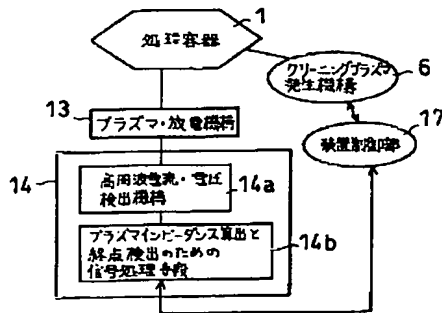 1
処理容器
クリーニングプラズマ
発生機構
6
13
プラズマ・放電機構
17
装置制御部
14
高周波電流・電圧
検出機構
14a
プラズマインピーダンス算出と
終点検出のための
信号処理手段
14b